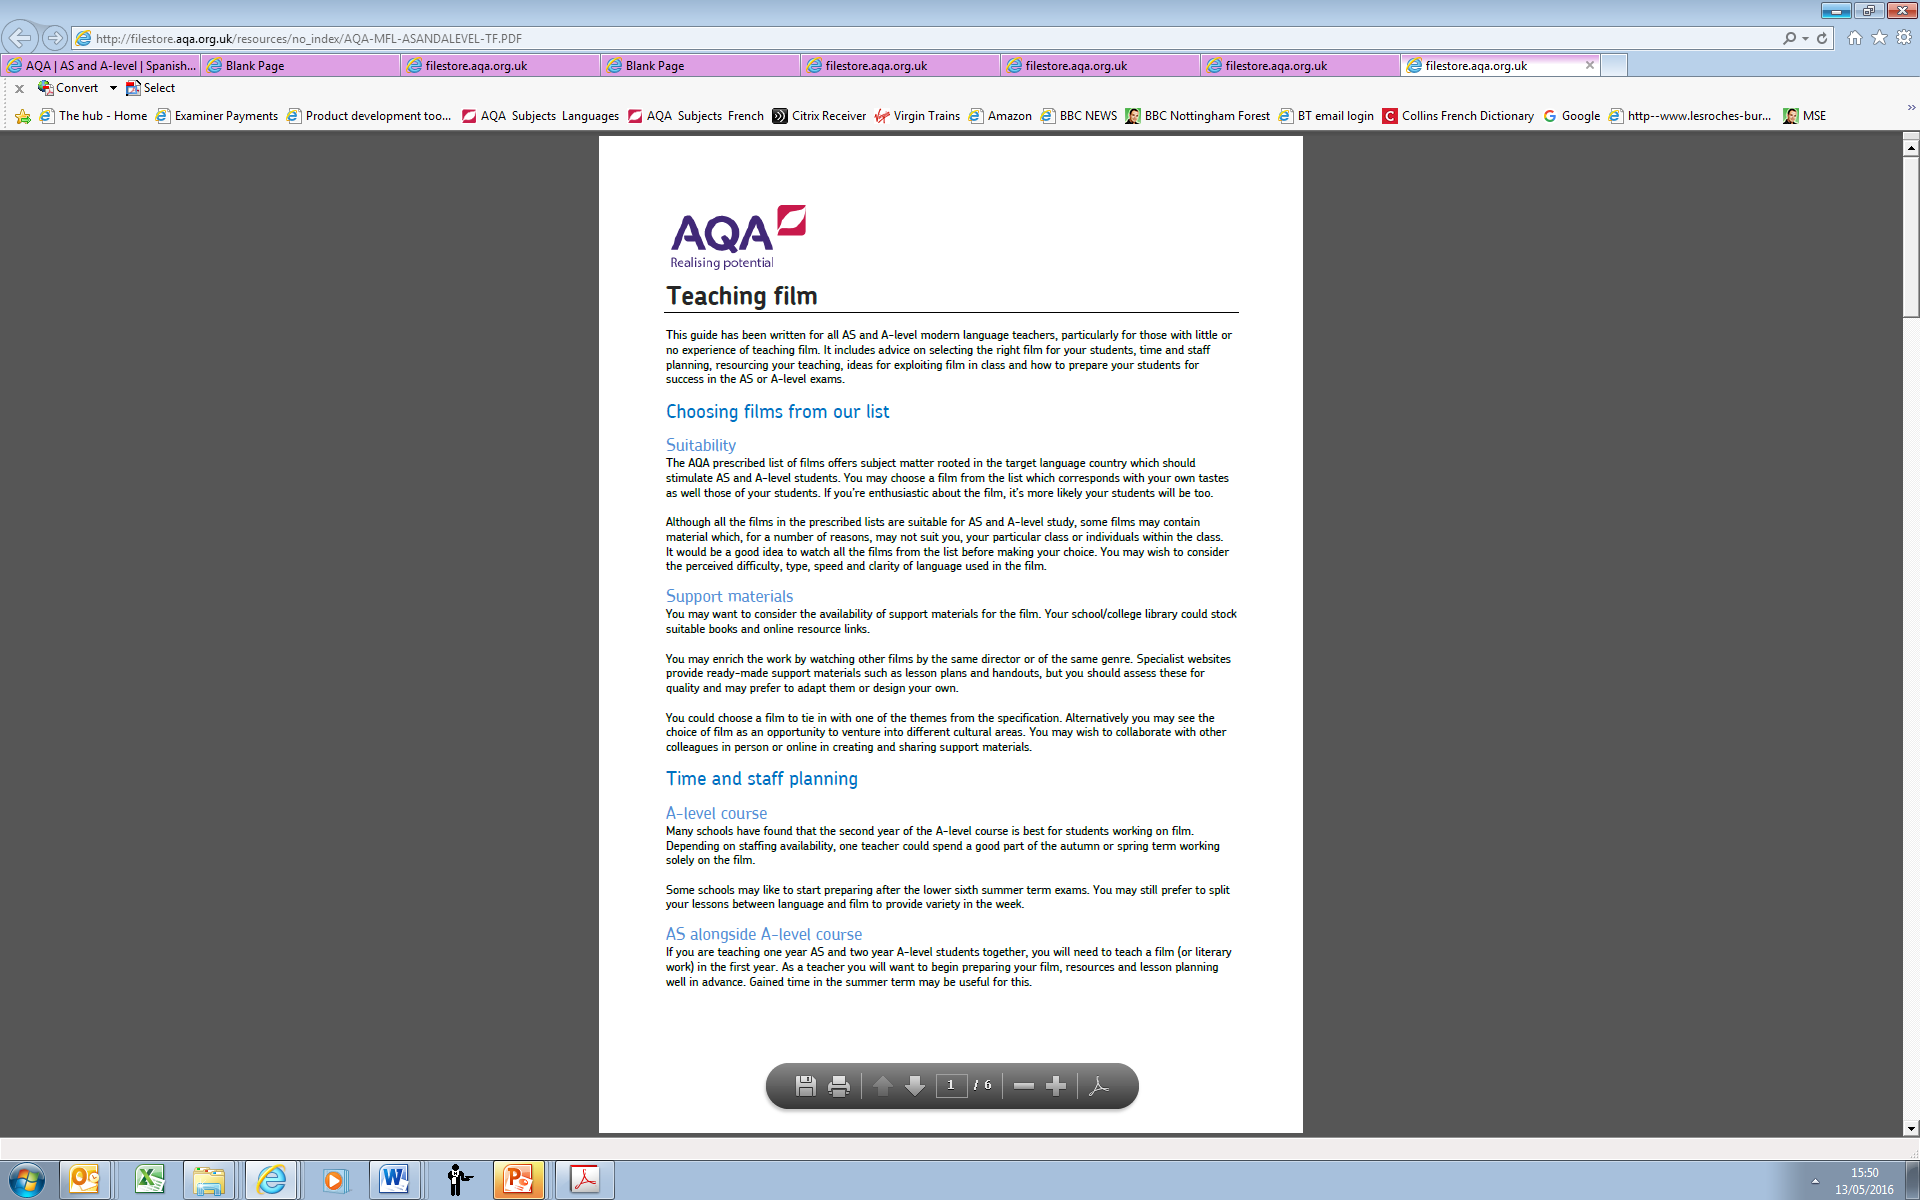 http://filestore.aqa.org.uk/resources/no_index/AQA-MFL-ASANDALEVEL-TF.PDF
AQA | AS and A-level | Spanish... Blank Page filestore.aqa.org.uk Blank Page filestore.aqa.org.uk filestore.aqa.org.uk filestore.aqa.org.uk filestore.aqa.org.uk
x Convert Select
The hub - Home Examiner Payments Product development too... AQA Subjects Languages AQA Subjects French Citrix Receiver Virgin Trains Amazon BBC NEWS BBC Nottingham Forest BT email login Collins French Dictionary Google http--www.lesroches-bur... MSE
AQA
Realising potential
Teaching film
This guide has been written for all AS and A-level modern language teachers, particularly for those with little or
no experience of teaching film. It includes advice on selecting the right film for your students, time and staff
planning, resourcing your teaching, ideas for exploiting film in class and how to prepare your students for
success in the AS or A-level exams.
Choosing films from our list
Suitability
The AQA prescribed list of films offers subject matter rooted in the target language country which should
stimulate AS and A-level students. You may choose a film from the list which corresponds with your own tastes
as well those of your students. If you're enthusiastic about the film, it's more likely your students will be too.
Although all the films in the prescribed lists are suitable for AS and A-level study, some films may contain
material which, for a number of reasons, may not suit you, your particular class or individuals within the class.
It would be a good idea to watch all the films from the list before making your choice. You may wish to consider
the perceived difficulty, type, speed and clarity of language used in the film.
Support materials
You may want to consider the availability of support materials for the film. Your school/college library could stock
suitable books and online resource links.
You may enrich the work by watching other films by the same director or of the same genre. Specialist websites
provide ready-made support materials such as lesson plans and handouts, but you should assess these for
quality and may prefer to adapt them or design your own.
You could choose a film to tie in with one of the themes from the specification. Alternatively you may see the
choice of film as an opportunity to venture into different cultural areas. You may wish to collaborate with other
colleagues in person or online in creating and sharing support materials.
Time and staff planning
A-level course
Many schools have found that the second year of the A-level course is best for students working on film.
Depending on staffing availability, one teacher could spend a good part of the autumn or spring term working
solely on the film.
Some schools may like to start preparing after the lower sixth summer term exams. You may still prefer to split
your lessons between language and film to provide variety in the week.
AS alongside A-level course
If you are teaching one year AS and two year A-level students together, you will need to teach a film (or literary
work) in the first year. As a teacher you will want to begin preparing your film, resources and lesson planning
well in advance. Gained time in the summer term may be useful for this.
1 / 6
15:50
13/05/2016